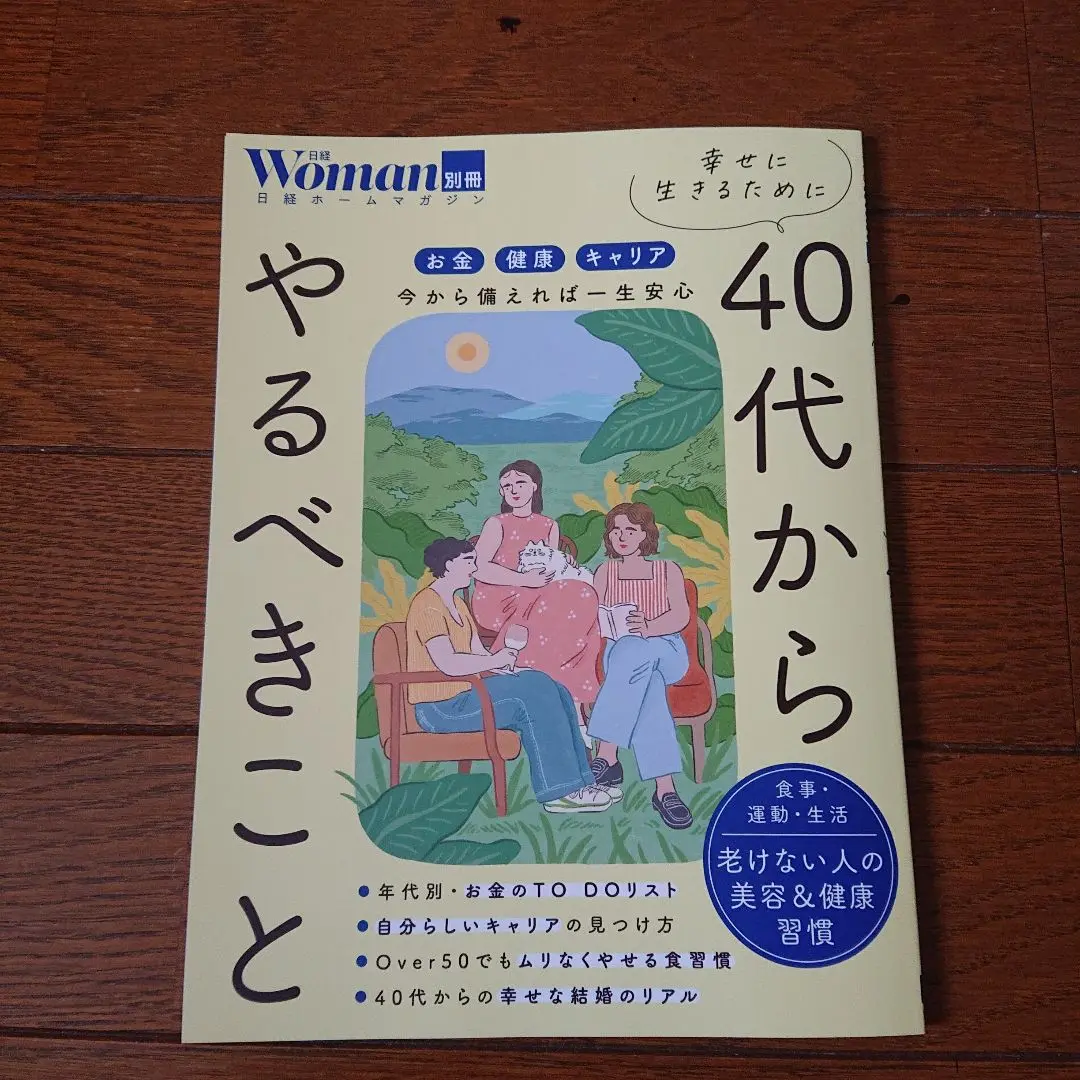 日経
Woman 別冊
日経ホームマガジン
幸せに
生きるために
40代から
やるべきこと
お金 健康 キャリア
今から備えれば一生安心
食事・
運動・生活
老けない人の
美容&健康
習慣
●年代別・お金のTO DOリスト
●自分らしいキャリアの見つけ方
●Over50でもムリなくやせる食習慣
●40代からの幸せな結婚のリアル